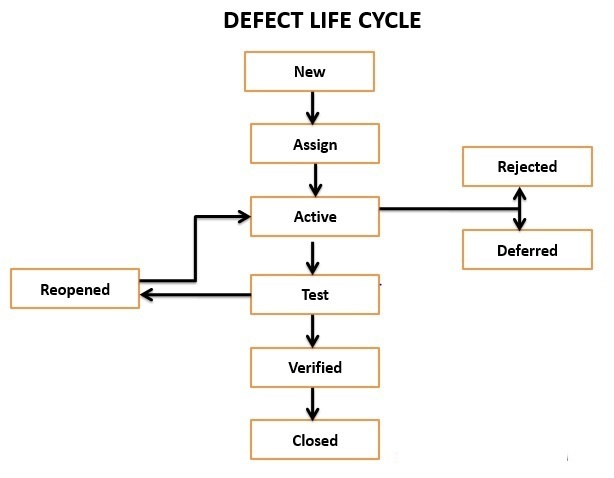 DEFECT LIFE CYCLE
New
Assign
Rejected
Active
Deferred
Reopened
Test
Verified
Closed